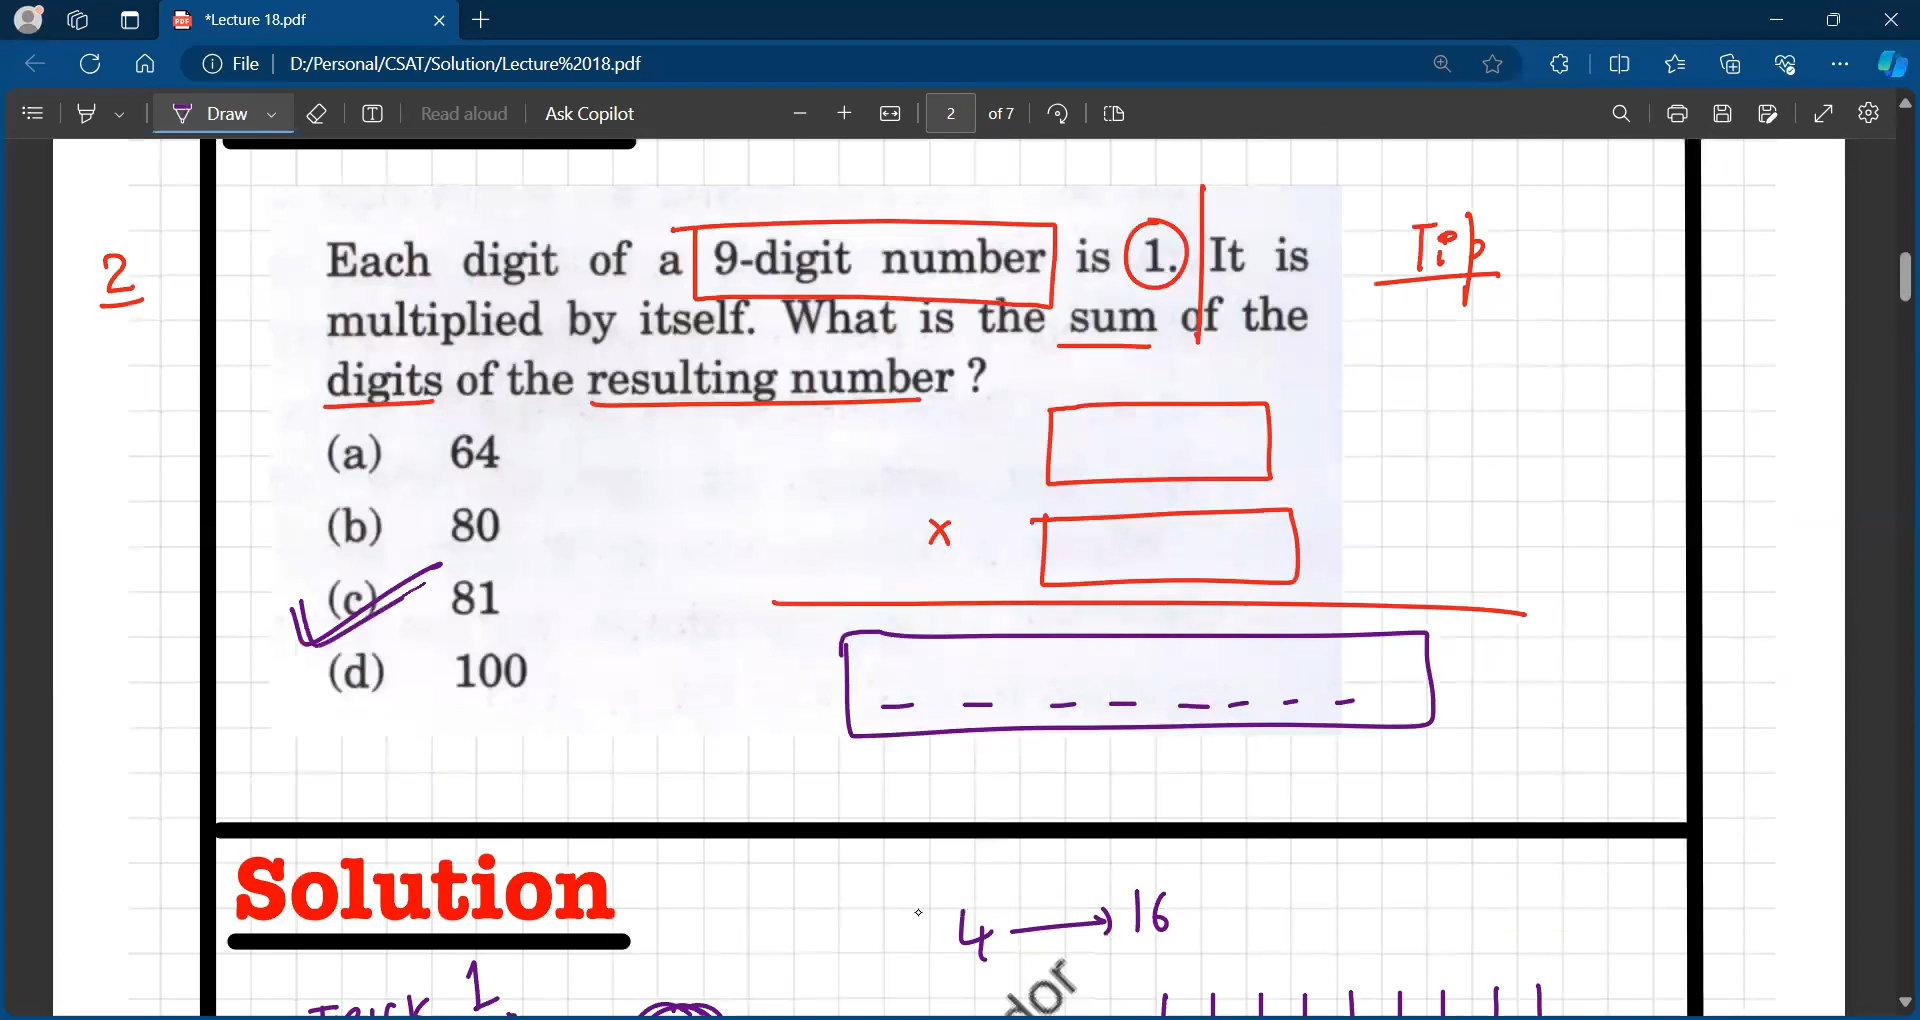 *Lecture 18.pdf
File D:/Personal/CSAT/Solution/Lecture%2018.pdf
Draw Read aloud Ask Copilot 2 of 7
Each digit of a 9-digit number is 1. It is
multiplied by itself. What is the sum of the
digits of the resulting number ?
Tip
2
(a) 64
(b) 80
×
(c) 81
(d) 100
Solution
4 → 16
1
dor